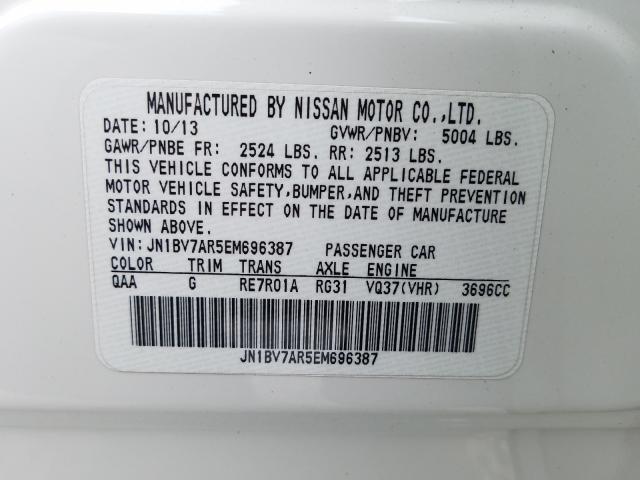 MANUFACTURED BY NISSAN MOTOR CO.,LTD.
DATE: 10/13 GVWR/PNBV: 5004 LBS.
GAWR/PNBE FR: 2524 LBS. RR: 2513 LBS.
THIS VEHICLE CONFORMS TO ALL APPLICABLE FEDERAL
MOTOR VEHICLE SAFETY,BUMPER,AND THEFT PREVENTION
STANDARDS IN EFFECT ON THE DATE OF MANUFACTURE
SHOWN ABOVE.
VIN:JN1BV7AR5EM696387 PASSENGER CAR
COLOR TRIM TRANS AXLE ENGINE
QAA G RE7R01A RG31 VQ37(VHR) 3696CC
JN1BV7AR5EM696387